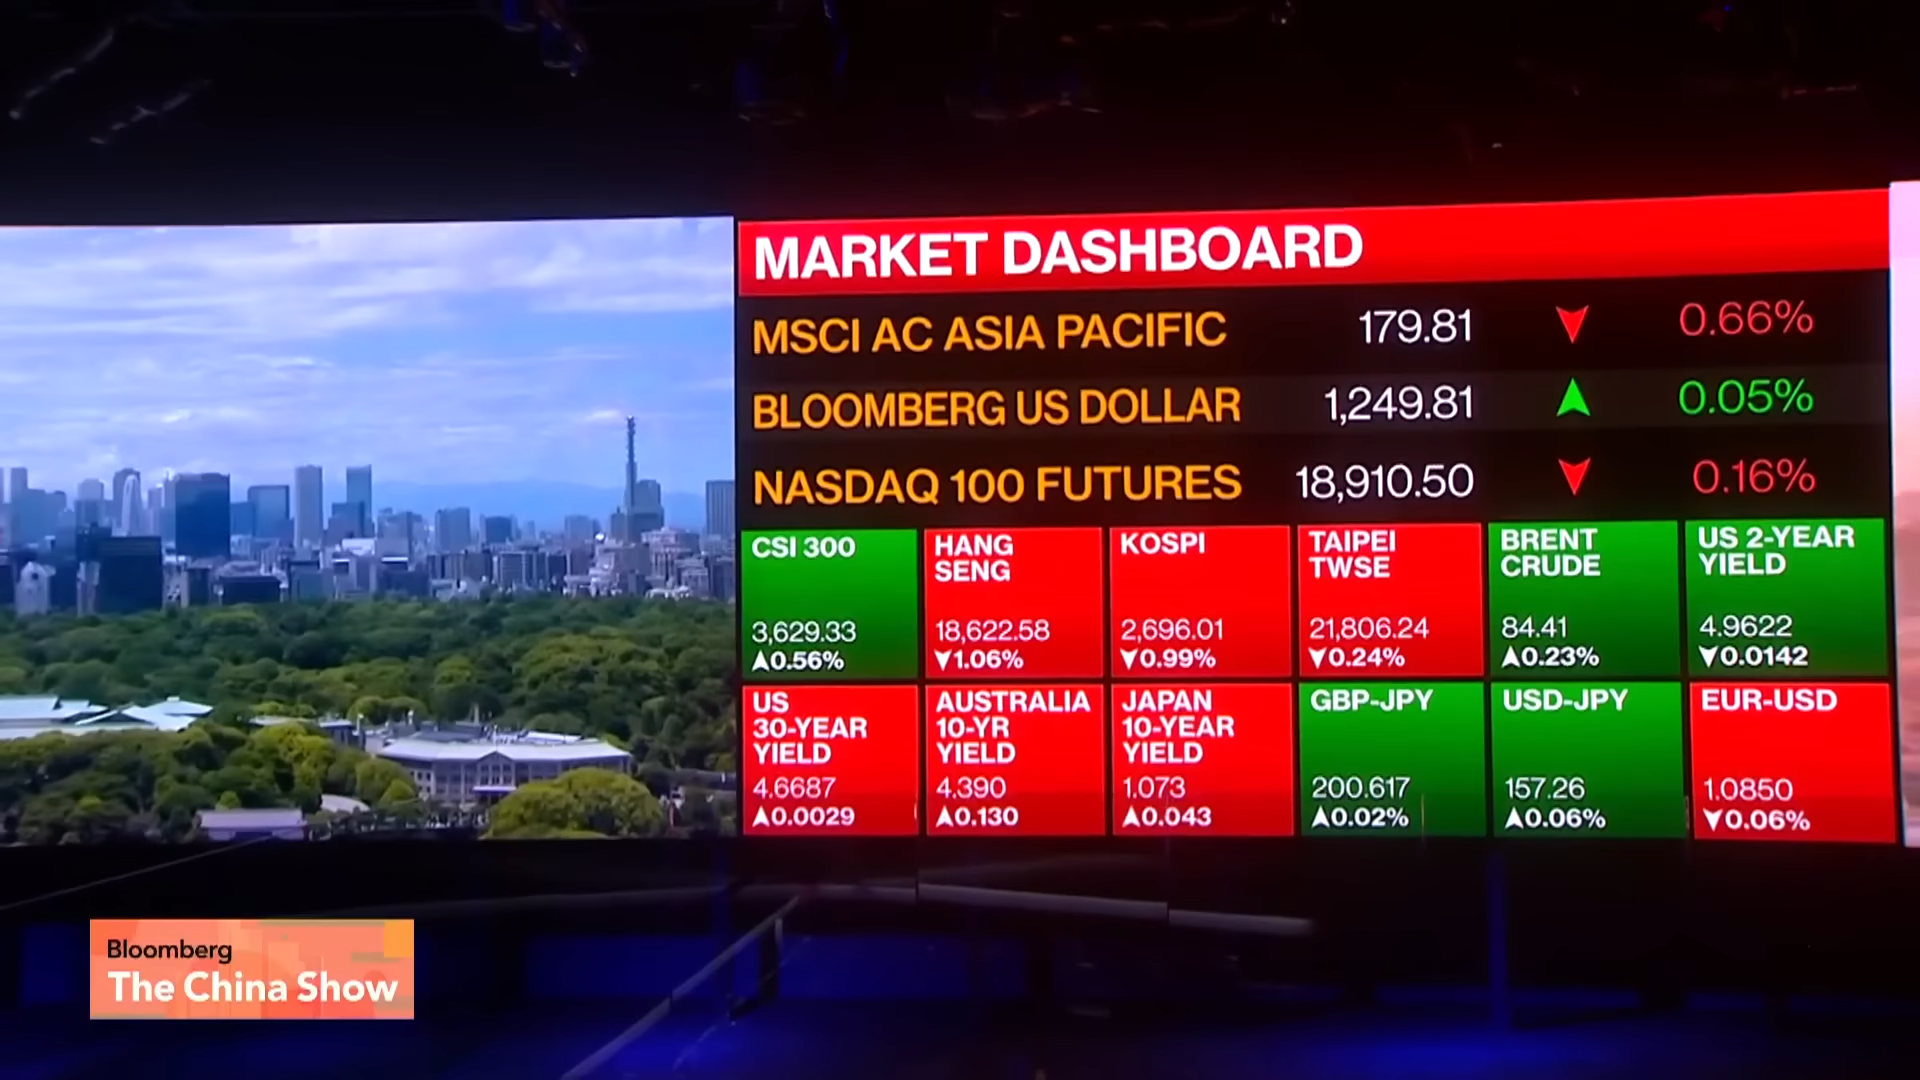 MARKET DASHBOARD
MSCI AC ASIA PACIFIC 179.81 ▼ 0.66%
BLOOMBERG US DOLLAR 1,249.81 ▲ 0.05%
NASDAQ 100 FUTURES 18,910.50 ▼ 0.16%
CSI 300
3,629.33
▲0.56%
HANG
SENG
18,622.58
▼1.06%
KOSPI
2,696.01
▼0.99%
TAIPEI
TWSE
21,806.24
▼0.24%
BRENT
CRUDE
84.41
▲0.23%
US 2-YEAR
YIELD
4.9622
▼0.0142
US
30-YEAR
YIELD
4.6687
▲0.0029
AUSTRALIA
10-YR
YIELD
4.390
▲0.130
JAPAN
10-YEAR
YIELD
1.073
▲0.043
GBP-JPY
200.617
▲0.02%
USD-JPY
157.26
▲0.06%
EUR-USD
1.0850
▼0.06%
Bloomberg
The China Show